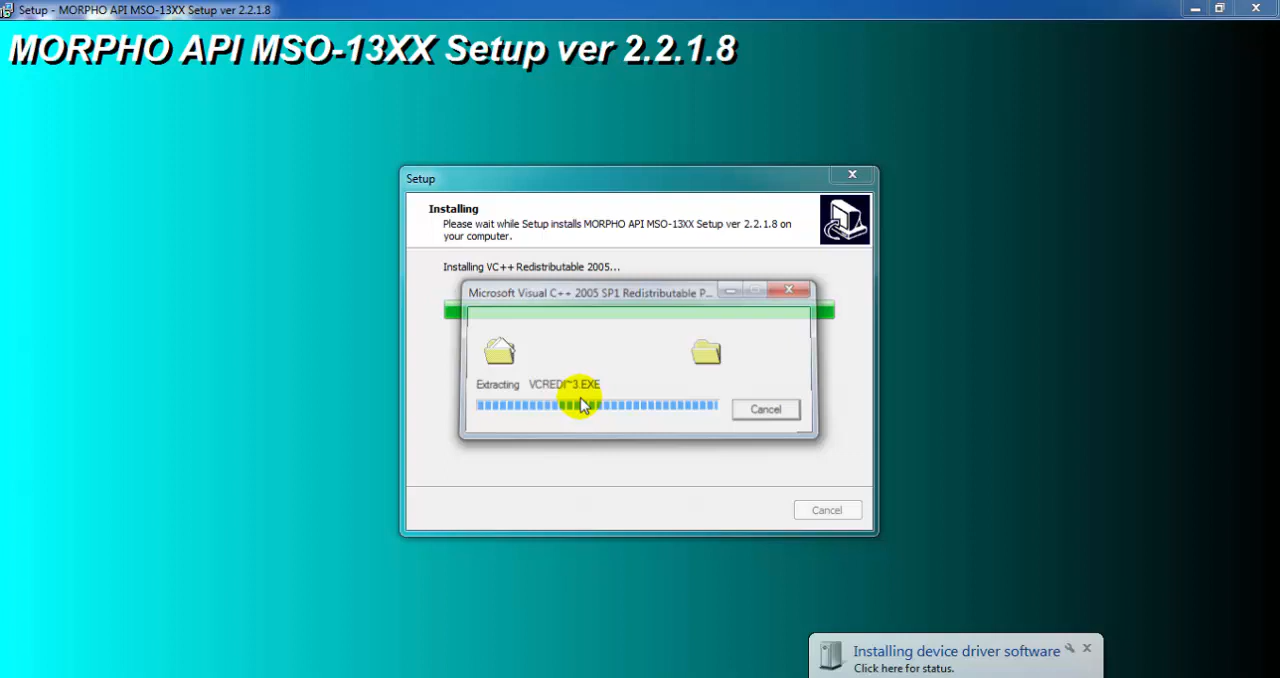 Setup - MORPHO API MSO-13XX Setup ver 2.2.1.8
MORPHO API MSO-13XX Setup ver 2.2.1.8
Setup
Installing
Please wait while Setup installs MORPHO API MSO-13XX Setup ver 2.2.1.8 on
your computer.
Installing VC++ Redistributable 2005...
Microsoft Visual C++ 2005 SP1 Redistributable P...
Extracting VCREDI~3.EXE
Cancel
Cancel
Installing device driver software
Click here for status.